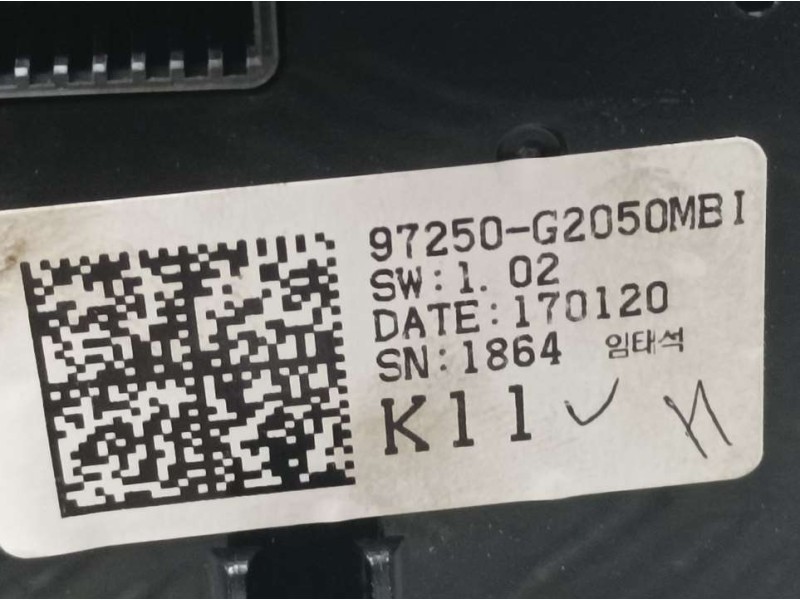 97250-G2050MBI
SW:1. 02
DATE:170120
SN:1864 임태석
K11